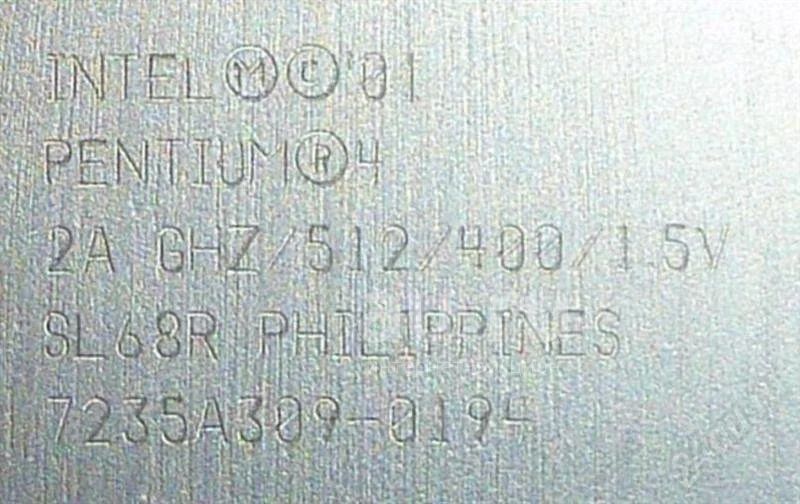 INTEL Ⓜ © '01
PENTIUM ® 4
2A GHZ/512/400/1.5V
SL68R PHILIPPINES
7235A309-0194